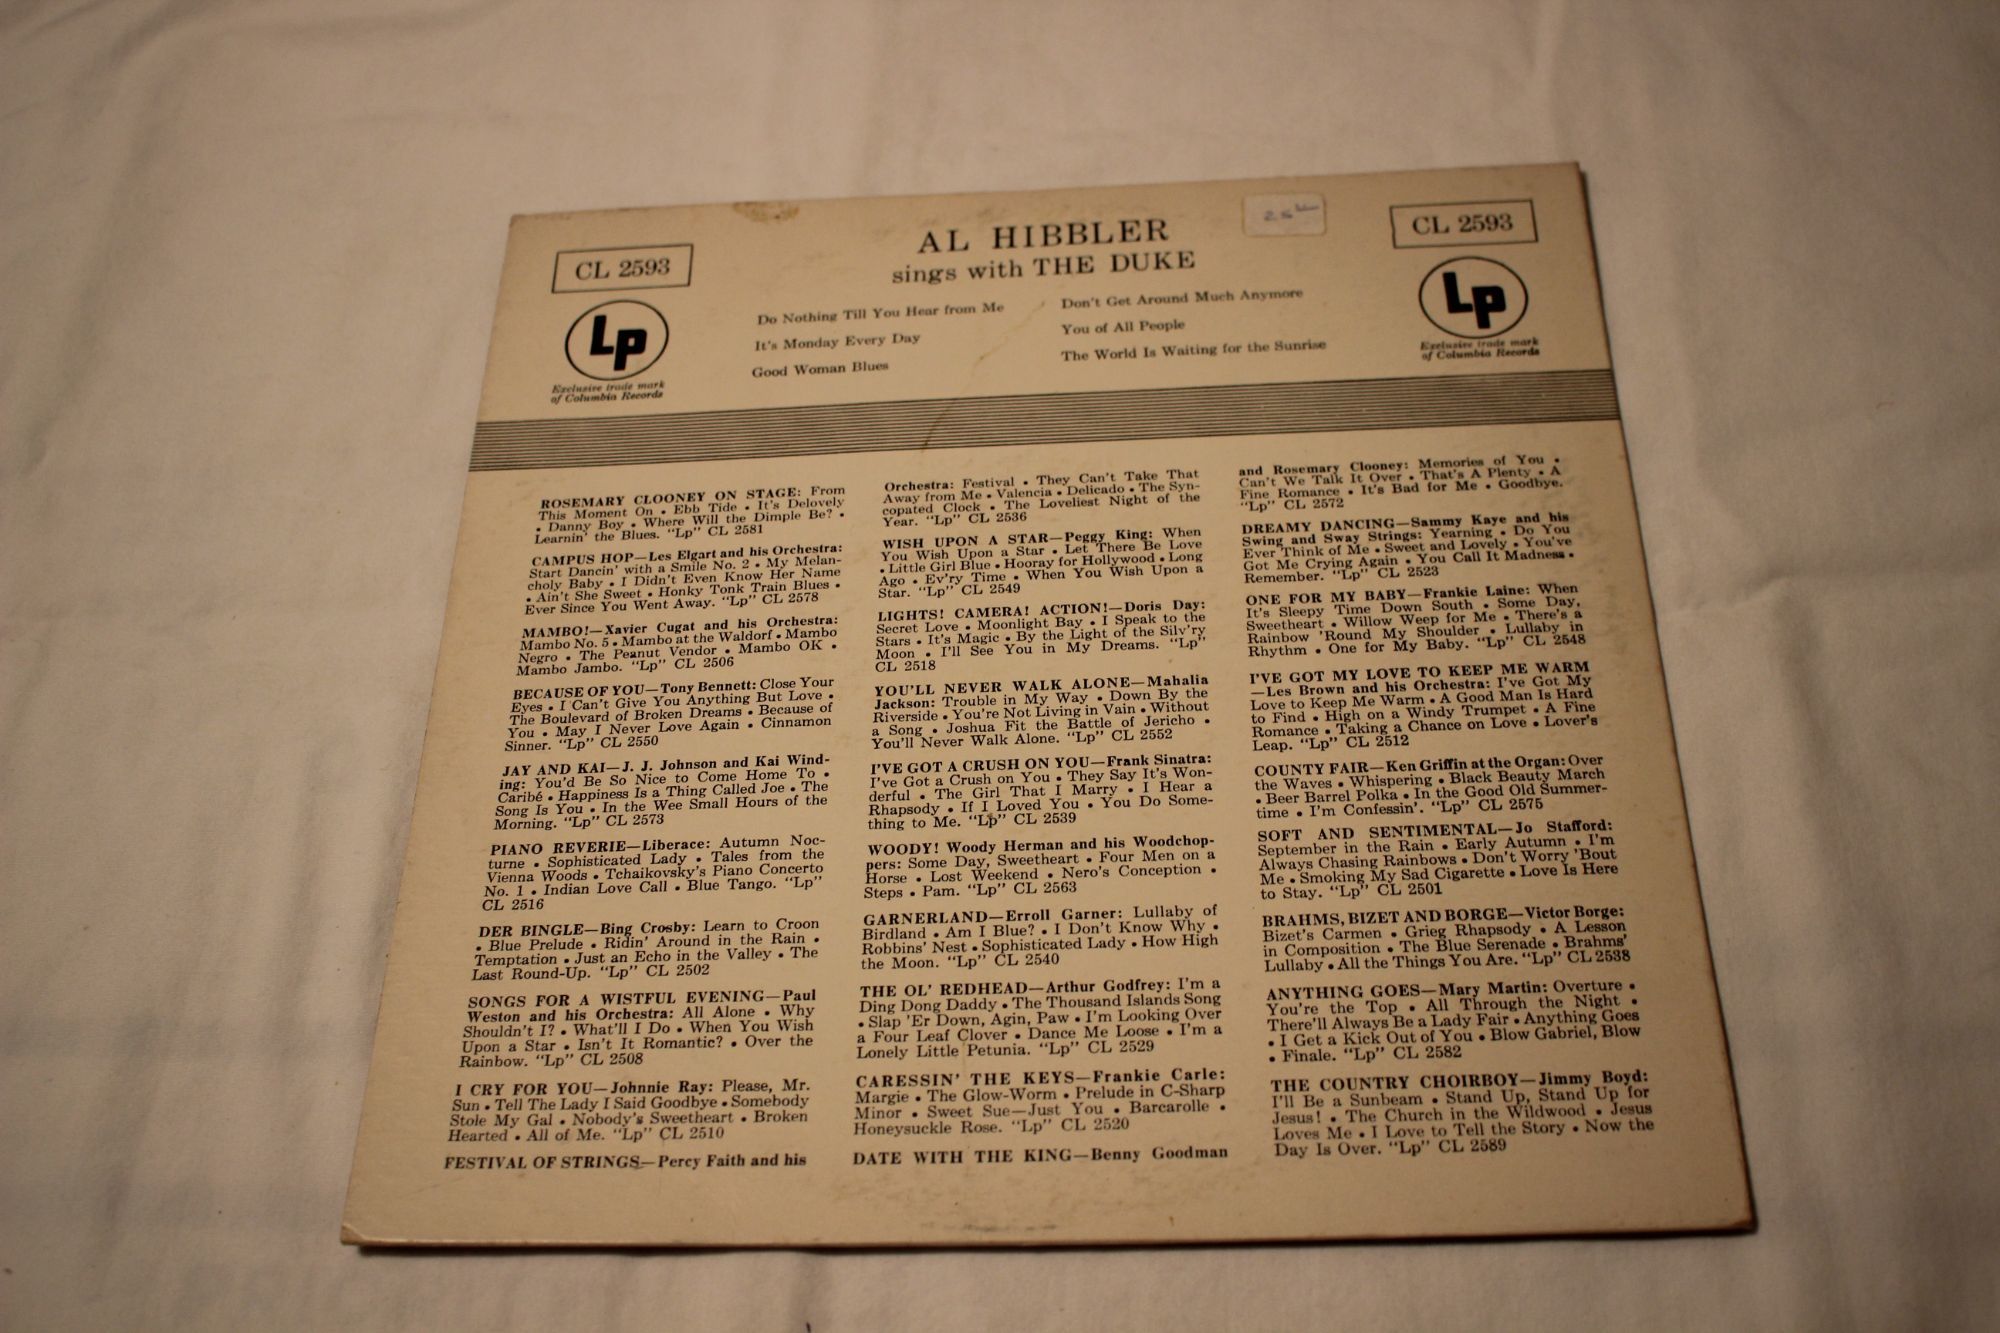 CL 2593
Lp
Exclusive trade mark
of Columbia Records
AL HIBBLER
sings with THE DUKE
Do Nothing Till You Hear from Me
It's Monday Every Day
Good Woman Blues
Don't Get Around Much Anymore
You of All People
The World Is Waiting for the Sunrise
CL 2593
Lp
Exclusive trade mark
of Columbia Records
ROSEMARY CLOONEY ON STAGE: From
This Moment On • Ebb Tide • It's Delovely
• Danny Boy • Where Will the Dimple Be? •
Learnin' the Blues. "Lp" CL 2581
CAMPUS HOP—Les Elgart and his Orchestra:
Start Dancin' with a Smile No. 2 • My Melan-
choly Baby • I Didn't Even Know Her Name
• Ain't She Sweet • Honky Tonk Train Blues •
Ever Since You Went Away. "Lp" CL 2578
MAMBO!—Xavier Cugat and his Orchestra:
Mambo No. 5 • Mambo at the Waldorf • Mambo
Negro • The Peanut Vendor • Mambo OK •
Mambo Jambo. "Lp" CL 2506
BECAUSE OF YOU—Tony Bennett: Close Your
Eyes • I Can't Give You Anything But Love •
The Boulevard of Broken Dreams • Because of
You • May I Never Love Again • Cinnamon
Sinner. "Lp" CL 2550
JAY AND KAI—J. J. Johnson and Kai Wind-
ing: You'd Be So Nice to Come Home To •
Caribé • Happiness Is a Thing Called Joe • The
Song Is You • In the Wee Small Hours of the
Morning. "Lp" CL 2573
PIANO REVERIE—Liberace: Autumn Noc-
turne • Sophisticated Lady • Tales from the
Vienna Woods • Tchaikovsky's Piano Concerto
No. 1 • Indian Love Call • Blue Tango. "Lp"
CL 2516
DER BINGLE—Bing Crosby: Learn to Croon
• Blue Prelude • Ridin' Around in the Rain •
Temptation • Just an Echo in the Valley • The
Last Round-Up. "Lp" CL 2502
SONGS FOR A WISTFUL EVENING—Paul
Weston and his Orchestra: All Alone • Why
Shouldn't I? • What'll I Do • When You Wish
Upon a Star • Isn't It Romantic? • Over the
Rainbow. "Lp" CL 2508
I CRY FOR YOU—Johnnie Ray: Please, Mr.
Sun • Tell The Lady I Said Goodbye • Somebody
Stole My Gal • Nobody's Sweetheart • Broken
Hearted • All of Me. "Lp" CL 2510
FESTIVAL OF STRINGS—Percy Faith and his
Orchestra: Festival • They Can't Take That
Away from Me • Valencia • Delicado • The Syn-
copated Clock • The Loveliest Night of the
Year. "Lp" CL 2536
WISH UPON A STAR—Peggy King: When
You Wish Upon a Star • Let There Be Love
• Little Girl Blue • Hooray for Hollywood • Long
Ago • Ev'ry Time • When You Wish Upon a
Star. "Lp" CL 2549
LIGHTS! CAMERA! ACTION!—Doris Day:
Secret Love • Moonlight Bay • I Speak to the
Stars • It's Magic • By the Light of the Silv'ry
Moon • I'll See You in My Dreams. "Lp"
CL 2518
YOU'LL NEVER WALK ALONE—Mahalia
Jackson: Trouble in My Way • Down By the
Riverside • You're Not Living in Vain • Without
a Song • Joshua Fit the Battle of Jericho •
You'll Never Walk Alone. "Lp" CL 2552
I'VE GOT A CRUSH ON YOU—Frank Sinatra:
I've Got a Crush on You • They Say It's Won-
derful • The Girl That I Marry • I Hear a
Rhapsody • If I Loved You • You Do Some-
thing to Me. "Lp" CL 2539
WOODY! Woody Herman and his Woodchop-
pers: Some Day, Sweetheart • Four Men on a
Horse • Lost Weekend • Nero's Conception •
Steps • Pam. "Lp" CL 2563
GARNERLAND—Erroll Garner: Lullaby of
Birdland • Am I Blue? • I Don't Know Why •
Robbins' Nest • Sophisticated Lady • How High
the Moon. "Lp" CL 2540
THE OL' REDHEAD—Arthur Godfrey: I'm a
Ding Dong Daddy • The Thousand Islands Song
• Slap 'Er Down, Agin, Paw • I'm Looking Over
a Four Leaf Clover • Dance Me Loose • I'm a
Lonely Little Petunia. "Lp" CL 2529
CARESSIN' THE KEYS—Frankie Carle:
Margie • The Glow-Worm • Prelude in C-Sharp
Minor • Sweet Sue—Just You • Barcarolle •
Honeysuckle Rose. "Lp" CL 2520
DATE WITH THE KING—Benny Goodman
and Rosemary Clooney: Memories of You •
Can't We Talk It Over • That's A Plenty • A
Fine Romance • It's Bad for Me • Goodbye.
"Lp" CL 2572
DREAMY DANCING—Sammy Kaye and his
Swing and Sway Strings: Yearning • Do You
Ever Think of Me • Sweet and Lovely • You've
Got Me Crying Again • You Call It Madness •
Remember. "Lp" CL 2523
ONE FOR MY BABY—Frankie Laine: When
It's Sleepy Time Down South • Some Day,
Sweetheart • Willow Weep for Me • There's a
Rainbow 'Round My Shoulder • Lullaby in
Rhythm • One for My Baby. "Lp" CL 2548
I'VE GOT MY LOVE TO KEEP ME WARM
—Les Brown and his Orchestra: I've Got My
Love to Keep Me Warm • A Good Man Is Hard
to Find • High on a Windy Trumpet • A Fine
Romance • Taking a Chance on Love • Lover's
Leap. "Lp" CL 2512
COUNTY FAIR—Ken Griffin at the Organ: Over
the Waves • Whispering • Black Beauty March
• Beer Barrel Polka • In the Good Old Summer-
time • I'm Confessin'. "Lp" CL 2575
SOFT AND SENTIMENTAL—Jo Stafford:
September in the Rain • Early Autumn • I'm
Always Chasing Rainbows • Don't Worry 'Bout
Me • Smoking My Sad Cigarette • Love Is Here
to Stay. "Lp" CL 2501
BRAHMS, BIZET AND BORGE—Victor Borge:
Bizet's Carmen • Grieg Rhapsody • A Lesson
in Composition • The Blue Serenade • Brahms'
Lullaby • All the Things You Are. "Lp" CL 2538
ANYTHING GOES—Mary Martin: Overture •
You're the Top • All Through the Night •
There'll Always Be a Lady Fair • Anything Goes
• I Get a Kick Out of You • Blow Gabriel, Blow
• Finale. "Lp" CL 2582
THE COUNTRY CHOIRBOY—Jimmy Boyd:
I'll Be a Sunbeam • Stand Up, Stand Up for
Jesus! • The Church in the Wildwood • Jesus
Loves Me • I Love to Tell the Story • Now the
Day Is Over. "Lp" CL 2589